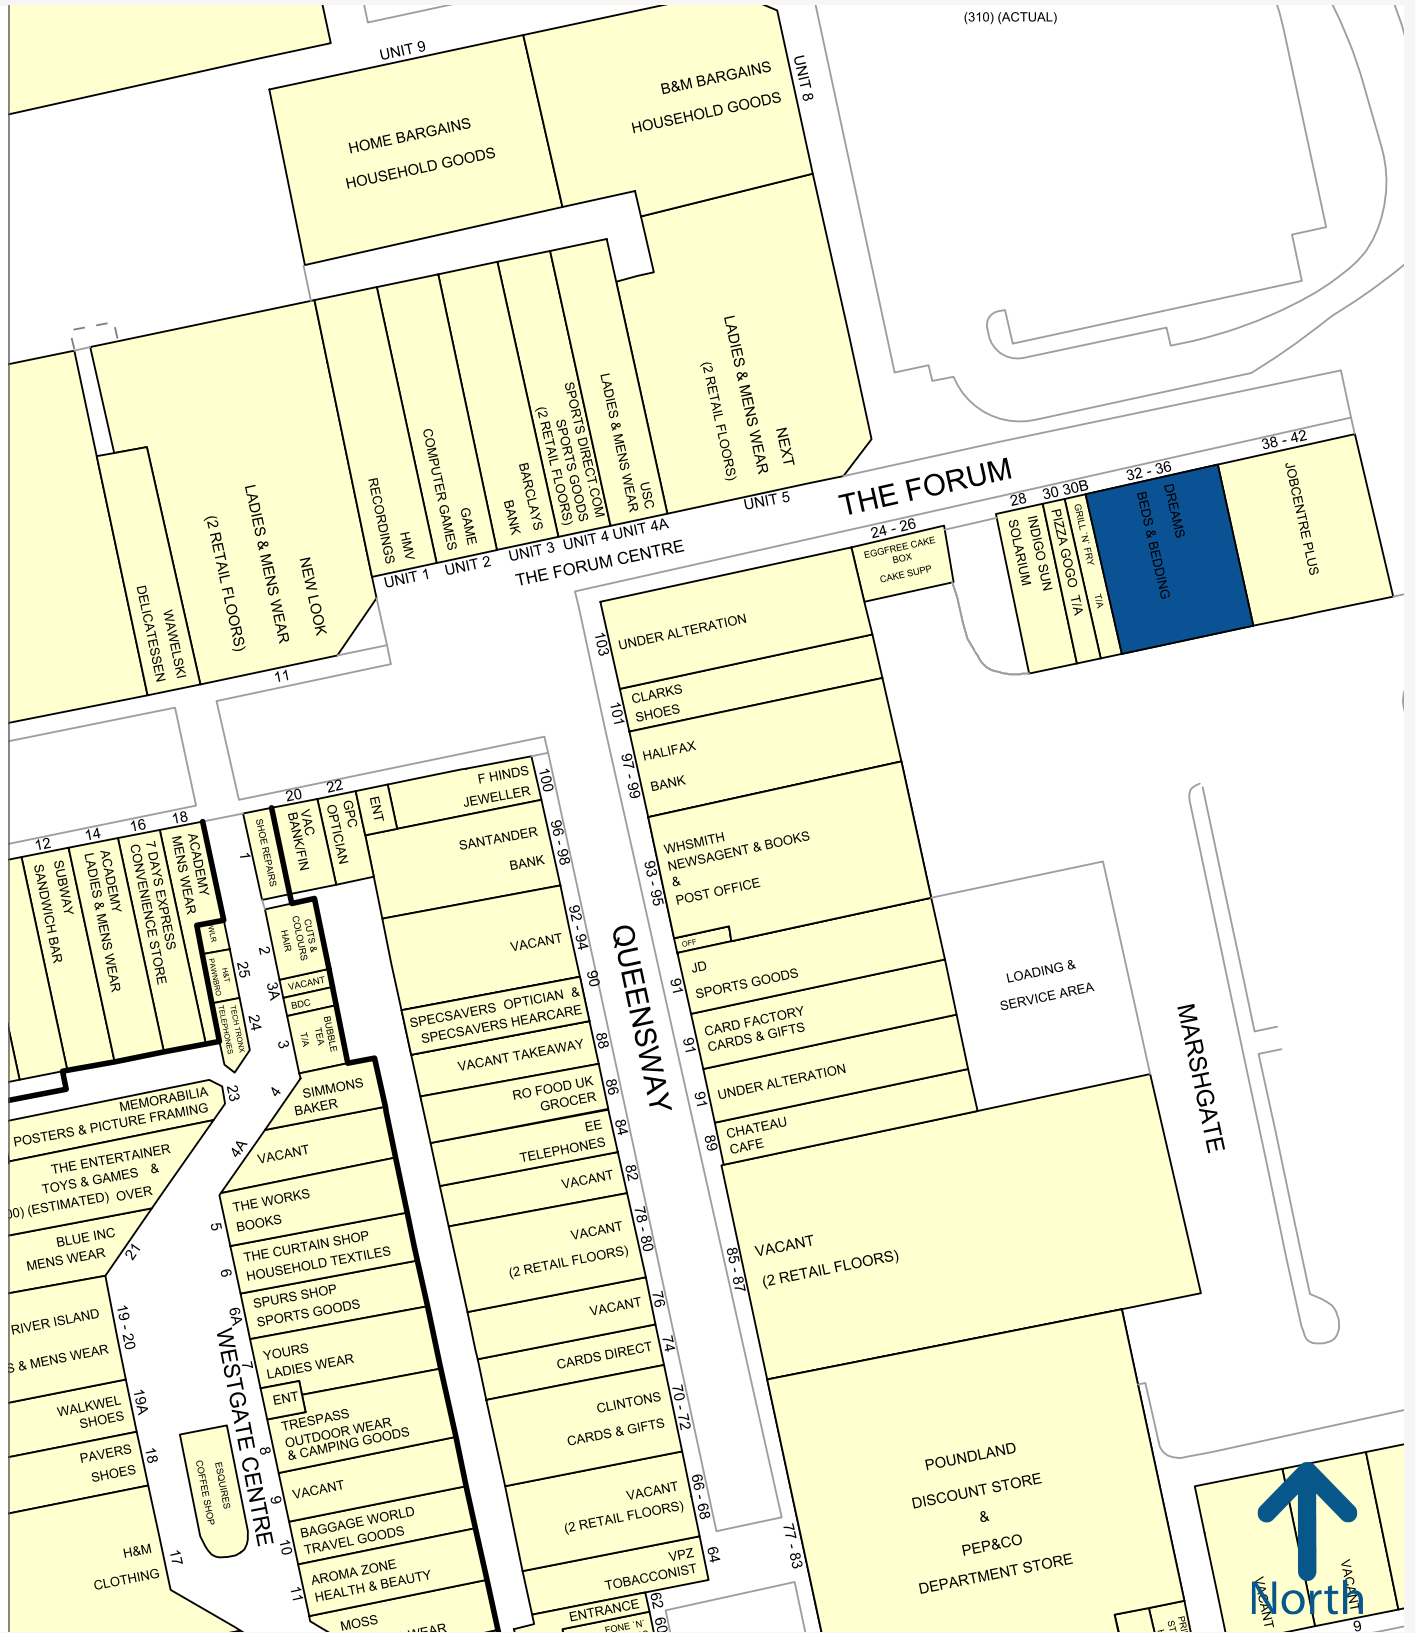 (310) (ACTUAL)
UNIT 9
UNIT 8
B&M BARGAINS
HOUSEHOLD GOODS
HOME BARGAINS
HOUSEHOLD GOODS
LADIES & MENS WEAR
(2 RETAIL FLOORS)
NEXT
UNIT 5
LADIES & MENS WEAR
USC
UNIT 4A
SPORTS DIRECT.COM
SPORTS GOODS
(2 RETAIL FLOORS)
UNIT 4
BARCLAYS
BANK
UNIT 3
COMPUTER GAMES
GAME
UNIT 2
RECORDINGS
HMV
UNIT 1
THE FORUM CENTRE
THE FORUM
NEW LOOK
LADIES & MENS WEAR
(2 RETAIL FLOORS)
11
WAWELSKI
DELICATESSEN
24 - 26
EGGFREE CAKE
BOX
CAKE SUPP
28
INDIGO SUN
SOLARIUM
30
PIZZA GOGO T/A
30B
GRILL 'N' FRY T/A
32 - 36
DREAMS
BEDS & BEDDING
38 - 42
JOBCENTRE PLUS
103
UNDER ALTERATION
101
CLARKS
SHOES
97 - 99
HALIFAX
BANK
93 - 95
WHSMITH
NEWSAGENT & BOOKS
&
POST OFFICE
OFF
91
JD
SPORTS GOODS
91
CARD FACTORY
CARDS & GIFTS
91
UNDER ALTERATION
89
CHATEAU
CAFE
85 - 87
VACANT
(2 RETAIL FLOORS)
77 - 83
POUNDLAND
DISCOUNT STORE
&
PEP&CO
DEPARTMENT STORE
LOADING &
SERVICE AREA
MARSHGATE
QUEENSWAY
12
SUBWAY
SANDWICH BAR
14
ACADEMY
LADIES & MENS WEAR
16
7 DAYS EXPRESS
CONVENIENCE STORE
18
ACADEMY
MENS WEAR
1
SHOE REPAIRS
20
VAC
BANK/FIN
22
GPC
OPTICIAN
ENT
100
F HINDS
JEWELLER
96 - 98
SANTANDER
BANK
92 - 94
VACANT
90
SPECSAVERS OPTICIAN &
SPECSAVERS HEARCARE
88
VACANT TAKEAWAY
86
RO FOOD UK
GROCER
84
EE
TELEPHONES
82
VACANT
78 - 80
VACANT
(2 RETAIL FLOORS)
76
VACANT
74
CARDS DIRECT
70 - 72
CLINTONS
CARDS & GIFTS
66 - 68
VACANT
(2 RETAIL FLOORS)
64
VPZ
TOBACCONIST
62
ENTRANCE
60
FONE 'N'
2
CUTS &
COLOURS
HAIR
3A
VACANT
BDC
3
BUBBLE
TEA
T/A
4
SIMMONS
BAKER
4A
VACANT
5
THE WORKS
BOOKS
6
THE CURTAIN SHOP
HOUSEHOLD TEXTILES
6A
SPURS SHOP
SPORTS GOODS
7
YOURS
LADIES WEAR
ENT
8
TRESPASS
OUTDOOR WEAR
& CAMPING GOODS
9
VACANT
10
BAGGAGE WORLD
TRAVEL GOODS
11
AROMA ZONE
HEALTH & BEAUTY
MOSS
WEAR
WESTGATE CENTRE
WLR
25
H&T
PAWNBRO
24
TECH TRONX
TELEPHONES
23
MEMORABILIA
POSTERS & PICTURE FRAMING
THE ENTERTAINER
TOYS & GAMES &
00) (ESTIMATED) OVER
21
BLUE INC
MENS WEAR
19 - 20
RIVER ISLAND
S & MENS WEAR
19A
WALKWEL
SHOES
18
PAVERS
SHOES
17
H&M
CLOTHING
ESQUIRES
COFFEE SHOP
VACANT
VACANT
North